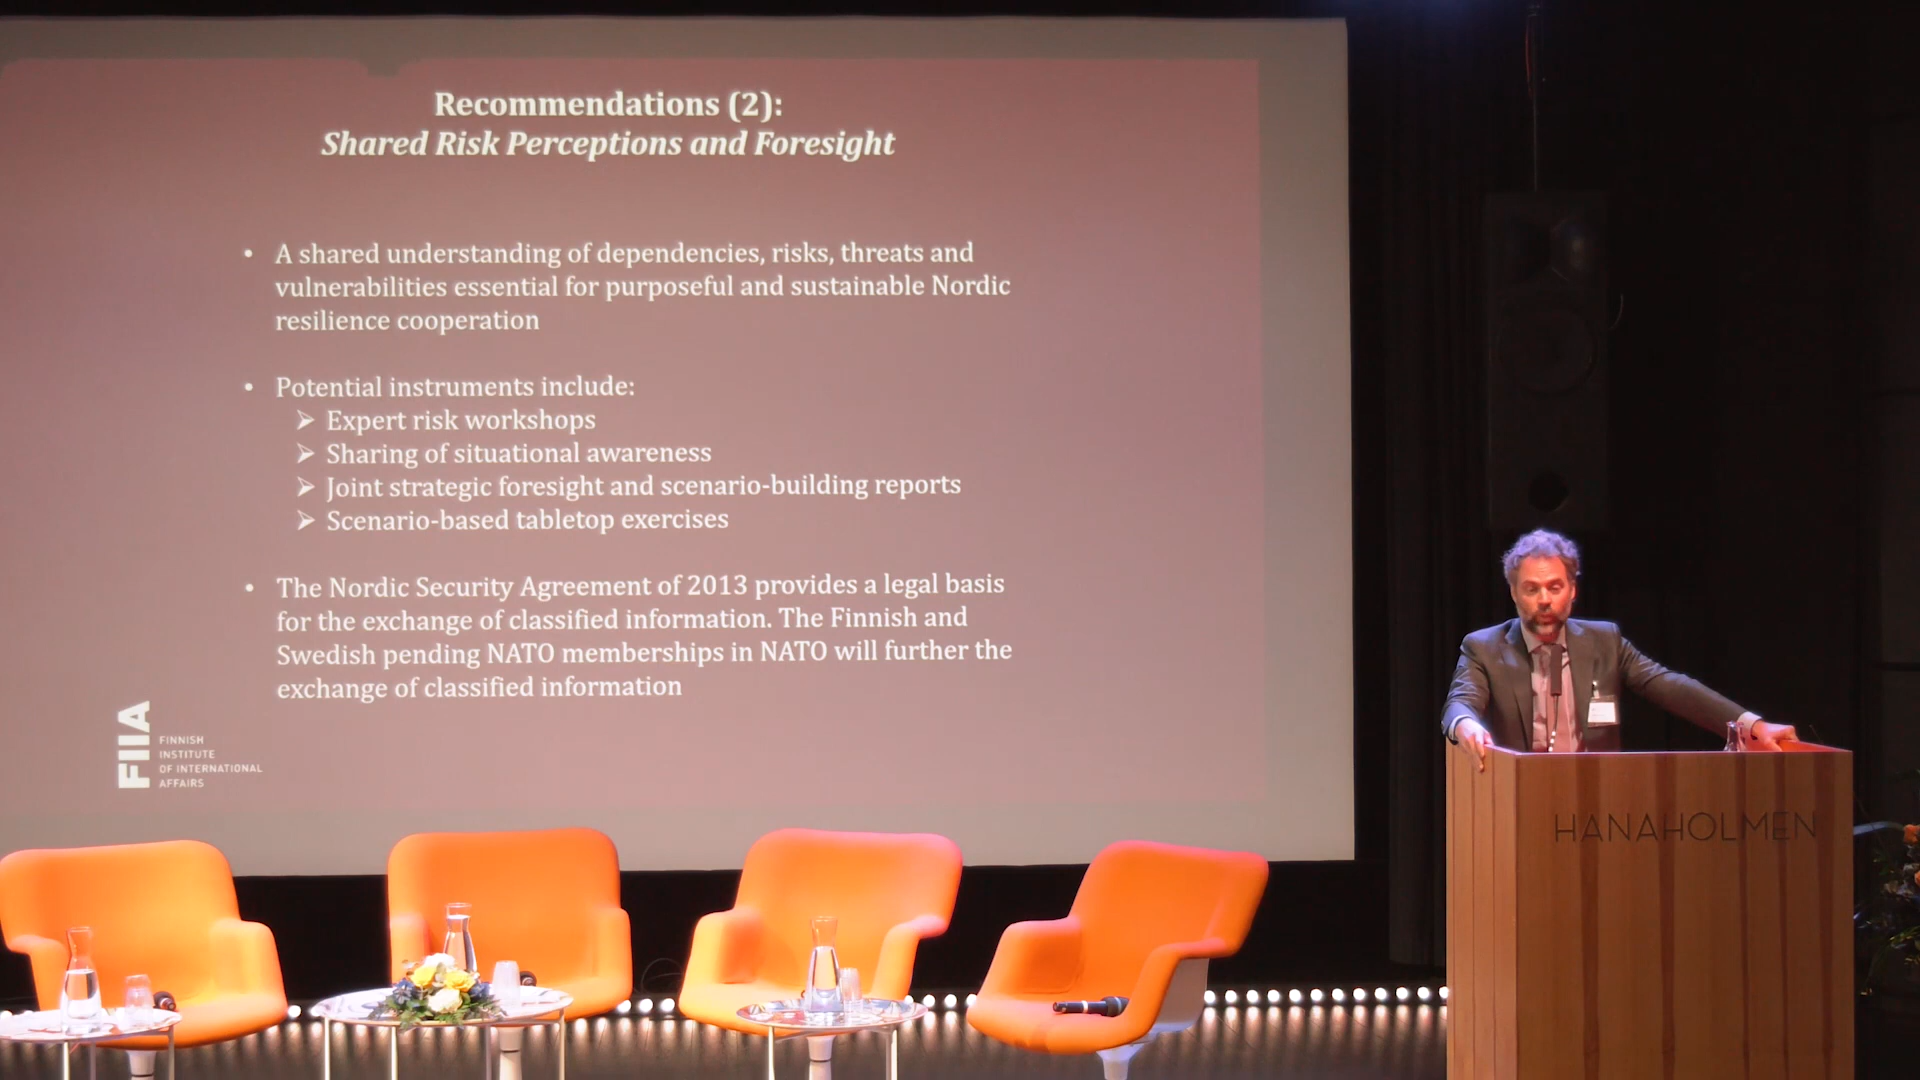 Recommendations (2):
Shared Risk Perceptions and Foresight
• A shared understanding of dependencies, risks, threats and
vulnerabilities essential for purposeful and sustainable Nordic
resilience cooperation
• Potential instruments include:
➢ Expert risk workshops
➢ Sharing of situational awareness
➢ Joint strategic foresight and scenario-building reports
➢ Scenario-based tabletop exercises
• The Nordic Security Agreement of 2013 provides a legal basis
for the exchange of classified information. The Finnish and
Swedish pending NATO memberships in NATO will further the
exchange of classified information
FIIA
FINNISH
INSTITUTE
OF INTERNATIONAL
AFFAIRS
HANAHOLMEN